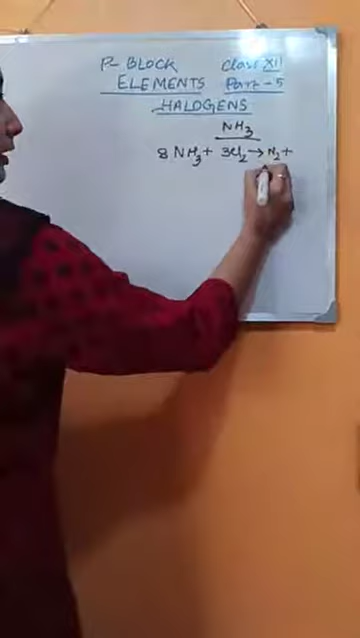 P- BLOCK Class XII
ELEMENTS Part - 5
HALOGENS
NH3
8 NH3 + 3Cl2 → N2 +